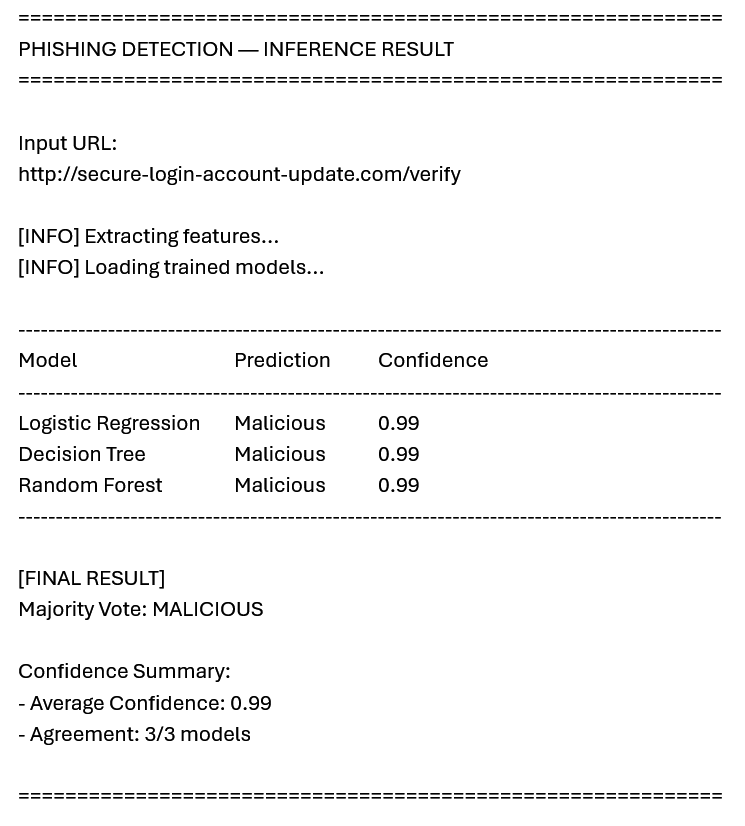 ============================================================
PHISHING DETECTION — INFERENCE RESULT
============================================================
Input URL:
http://secure-login-account-update.com/verify
[INFO] Extracting features...
[INFO] Loading trained models...
------------------------------------------------------------------------------------------------
Model Prediction Confidence
------------------------------------------------------------------------------------------------
Logistic Regression Malicious 0.99
Decision Tree Malicious 0.99
Random Forest Malicious 0.99
------------------------------------------------------------------------------------------------
[FINAL RESULT]
Majority Vote: MALICIOUS
Confidence Summary:
- Average Confidence: 0.99
- Agreement: 3/3 models
============================================================